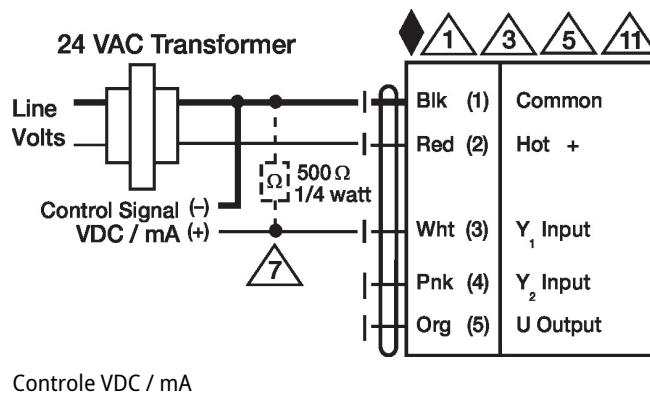 24 VAC Transformer
1 3 5 11
Line
Volts
Blk (1) Common
Red (2) Hot +
Ω 500 Ω
1/4 watt
Control Signal (−)
VDC / mA (+)
Wht (3) Y1 Input
7
Pnk (4) Y2 Input
Org (5) U Output
Controle VDC / mA